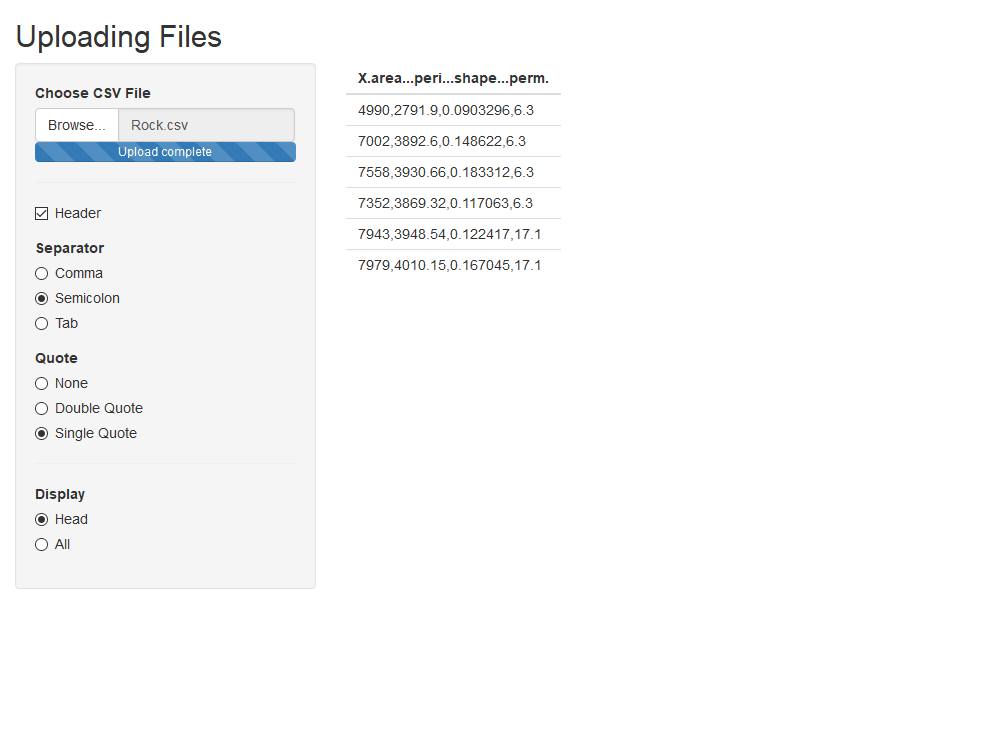 Uploading Files
Choose CSV File
Browse... Rock.csv
Upload complete
Header
Separator
Comma
Semicolon
Tab
Quote
None
Double Quote
Single Quote
Display
Head
All
X.area...peri...shape...perm.
4990,2791.9,0.0903296,6.3
7002,3892.6,0.148622,6.3
7558,3930.66,0.183312,6.3
7352,3869.32,0.117063,6.3
7943,3948.54,0.122417,17.1
7979,4010.15,0.167045,17.1